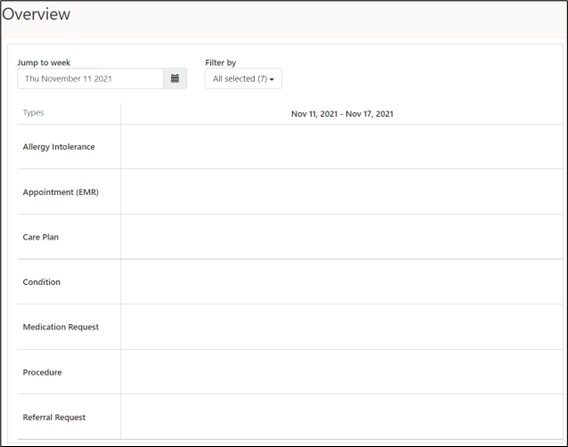 Overview
Jump to week
Filter by
Thu November 11 2021
All selected (7)
Types
Nov 11, 2021 - Nov 17, 2021
Allergy Intolerance
Appointment (EMR)
Care Plan
Condition
Medication Request
Procedure
Referral Request